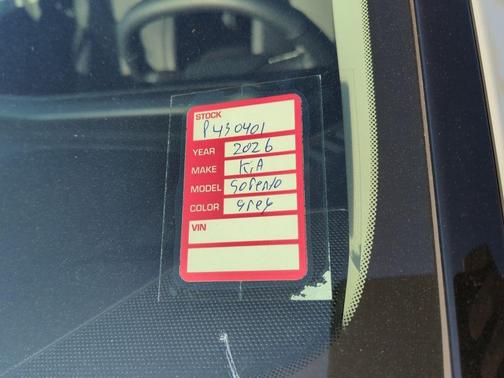 STOCK
P430401
YEAR 2026
MAKE KIA
MODEL Sorento
COLOR grey
VIN